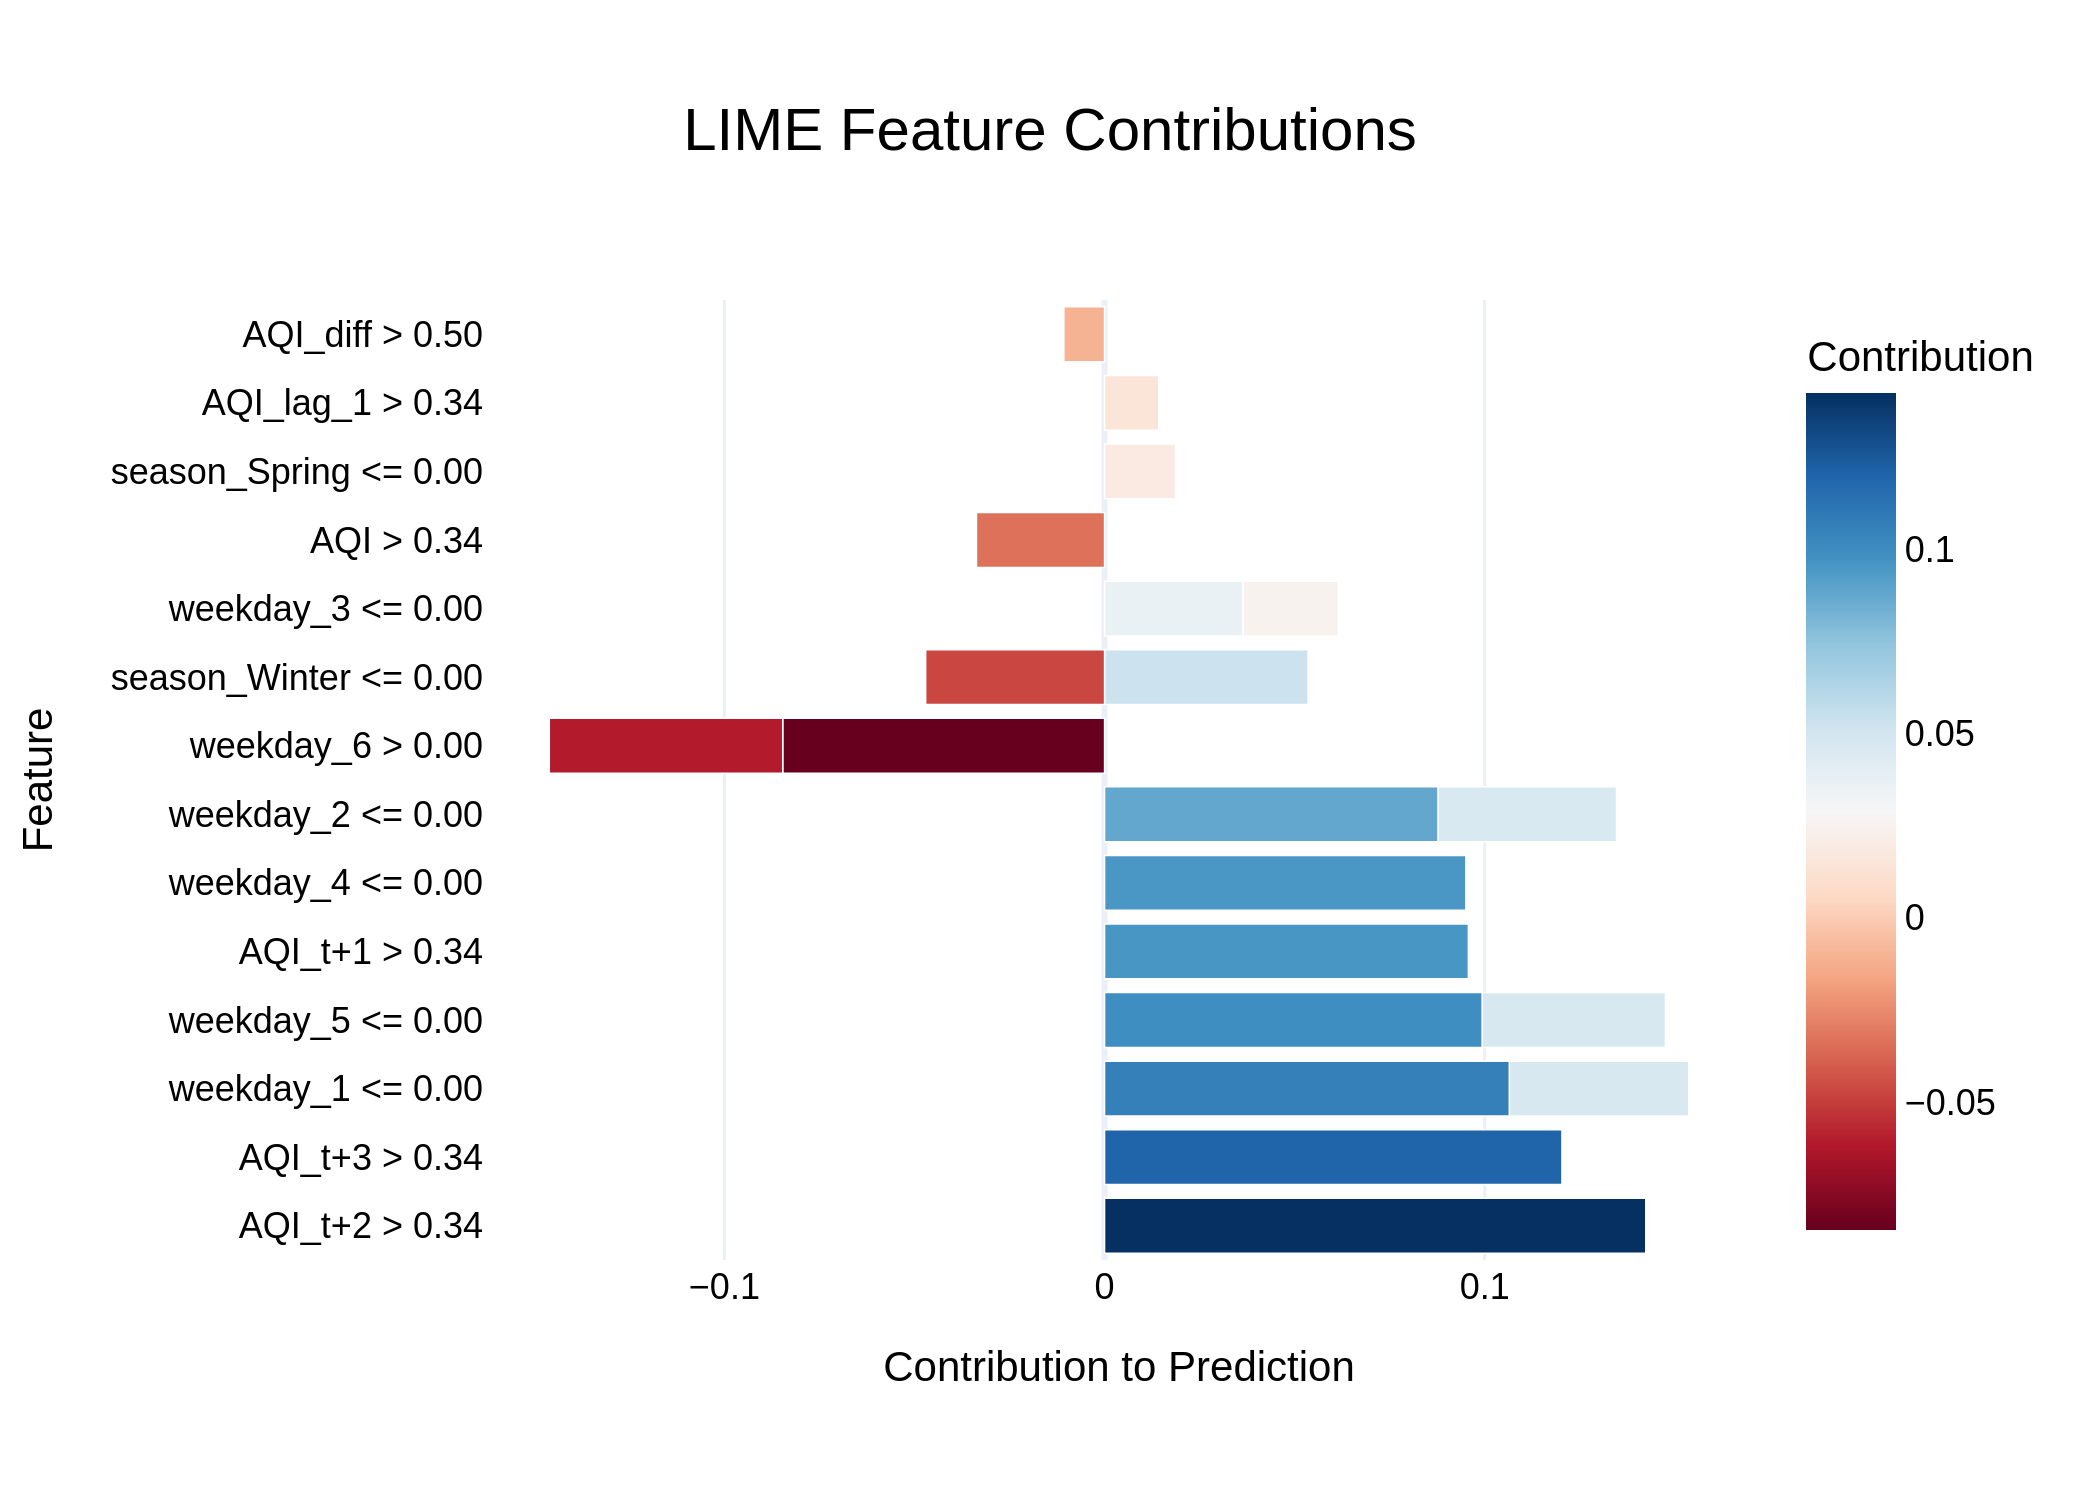 LIME Feature Contributions
AQI_diff > 0.50
AQI_lag_1 > 0.34
season_Spring <= 0.00
AQI > 0.34
weekday_3 <= 0.00
season_Winter <= 0.00
weekday_6 > 0.00
weekday_2 <= 0.00
weekday_4 <= 0.00
AQI_t+1 > 0.34
weekday_5 <= 0.00
weekday_1 <= 0.00
AQI_t+3 > 0.34
AQI_t+2 > 0.34
Feature
−0.1
0
0.1
Contribution to Prediction
Contribution
0.1
0.05
0
−0.05